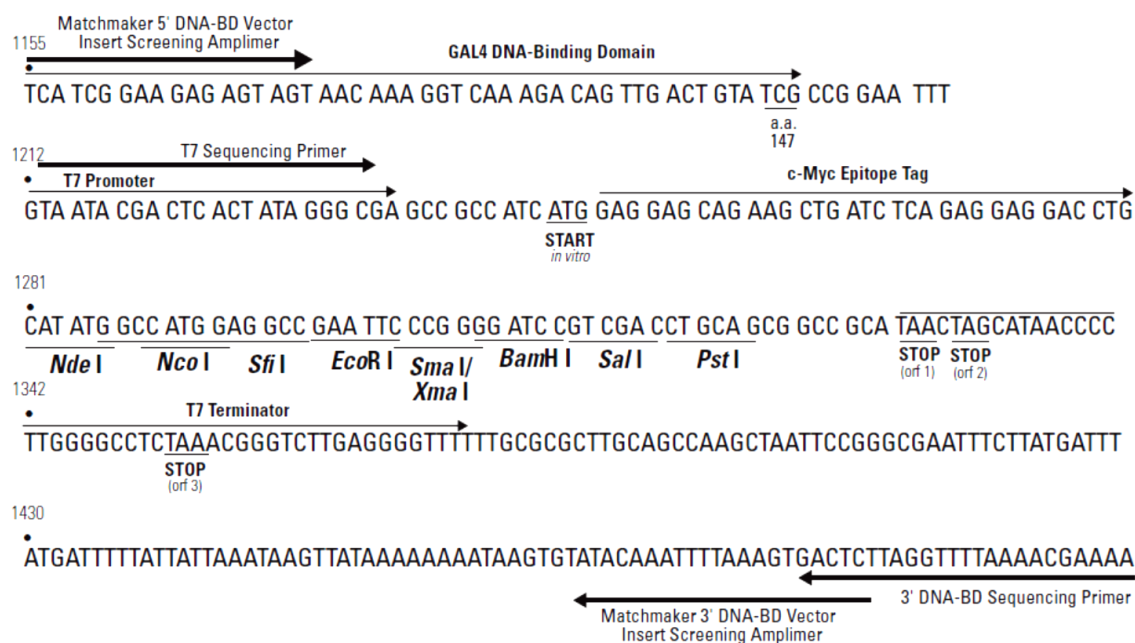 Matchmaker 5' DNA-BD Vector
Insert Screening Amplimer
1155
GAL4 DNA-Binding Domain
TCA TCG GAA GAG AGT AGT AAC AAA GGT CAA AGA CAG TTG ACT GTA TCG CCG GAA TTT
a.a.
147
1212
T7 Sequencing Primer
T7 Promoter
c-Myc Epitope Tag
GTA ATA CGA CTC ACT ATA GGG CGA GCC GCC ATC ATG GAG GAG CAG AAG CTG ATC TCA GAG GAG GAC CTG
START
in vitro
1281
CAT ATG GCC ATG GAG GCC GAA TTC CCG GGG ATC CGT CGA CCT GCA GCG GCC GCA TAACTAGCATAACCCC
Nde I Nco I Sfi I EcoR I Sma I/ BamH I Sal I Pst I
Xma I
STOP STOP
(orf 1) (orf 2)
1342
T7 Terminator
TTGGGGCCTCTAAACGGGTCTTGAGGGGTTTTTTGCGCGCTTGCAGCCAAGCTAATTCCGGGCGAATTTCTTATGATTT
STOP
(orf 3)
1430
ATGATTTTTATTATTAAATAAGTTATAAAAAAAATAAGTGTATACAAATTTTAAAGTGACTCTTAGGTTTTAAAACGAAAA
3' DNA-BD Sequencing Primer
Matchmaker 3' DNA-BD Vector
Insert Screening Amplimer